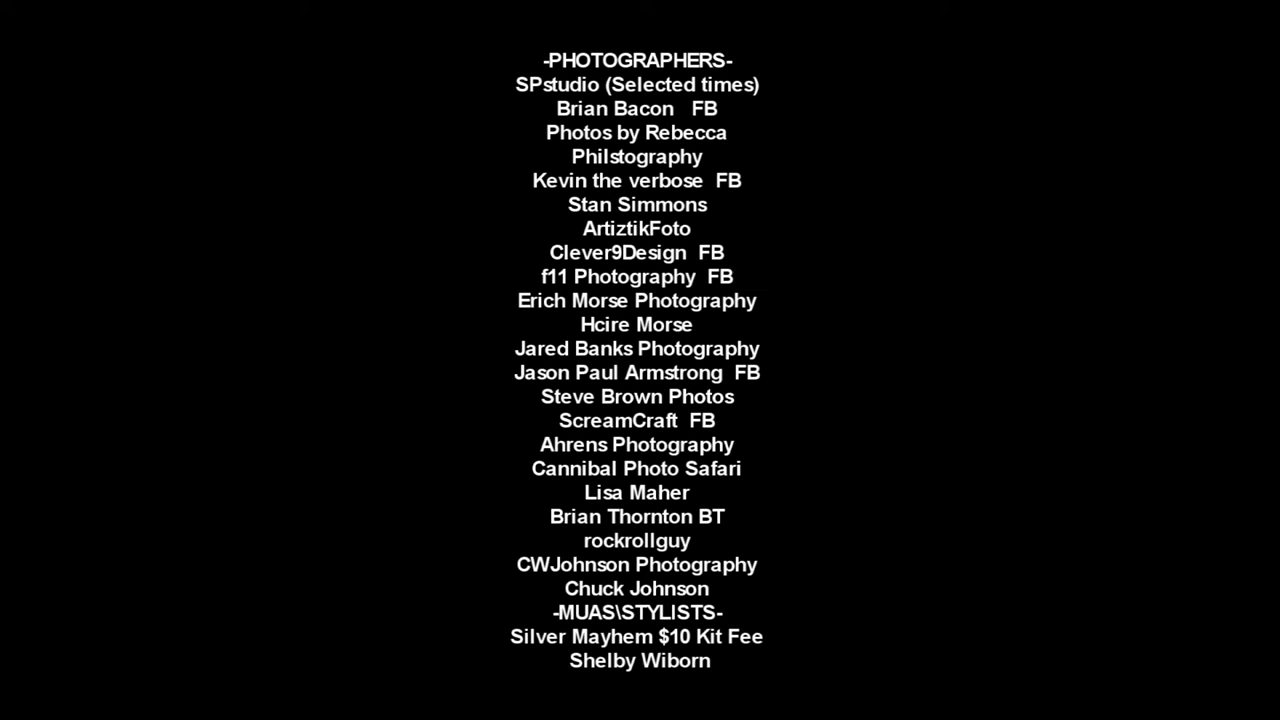 -PHOTOGRAPHERS-
SPstudio (Selected times)
Brian Bacon   FB
Photos by Rebecca
Philstography
Kevin the verbose  FB
Stan Simmons
ArtiztikFoto
Clever9Design  FB
f11 Photography  FB
Erich Morse Photography
Hcire Morse
Jared Banks Photography
Jason Paul Armstrong  FB
Steve Brown Photos
ScreamCraft  FB
Ahrens Photography
Cannibal Photo Safari
Lisa Maher
Brian Thornton BT
rockrollguy
CWJohnson Photography
Chuck Johnson
-MUAS\STYLISTS-
Silver Mayhem $10 Kit Fee
Shelby Wiborn